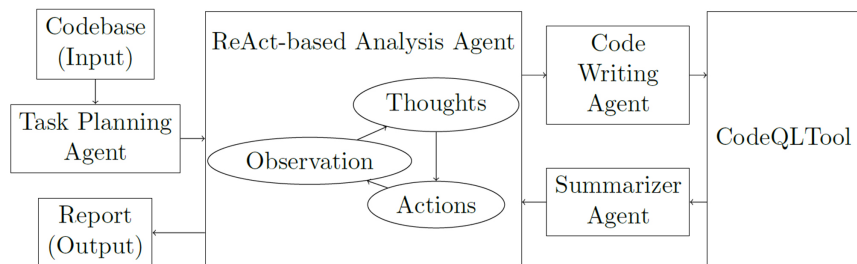 Codebase
(Input)
Task Planning
Agent
Report
(Output)
ReAct-based Analysis Agent
Thoughts
Observation
Actions
Code
Writing
Agent
Summarizer
Agent
CodeQLTool